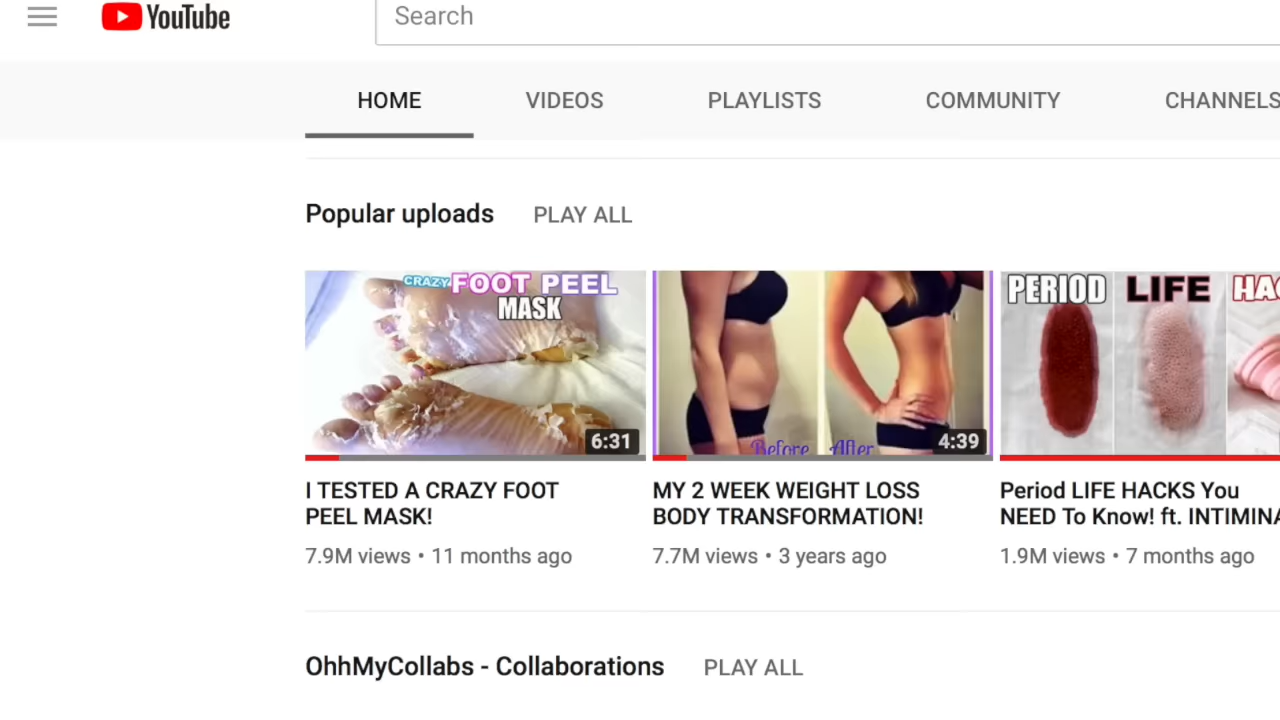 YouTube
Search
HOME VIDEOS PLAYLISTS COMMUNITY CHANNELS
Popular uploads PLAY ALL
CRAZY FOOT PEEL
MASK
6:31
Before After
4:39
PERIOD LIFE
I TESTED A CRAZY FOOT
PEEL MASK!
7.9M views • 11 months ago
MY 2 WEEK WEIGHT LOSS
BODY TRANSFORMATION!
7.7M views • 3 years ago
Period LIFE HACKS You
NEED To Know! ft. INTIMINA
1.9M views • 7 months ago
OhhMyCollabs - Collaborations PLAY ALL